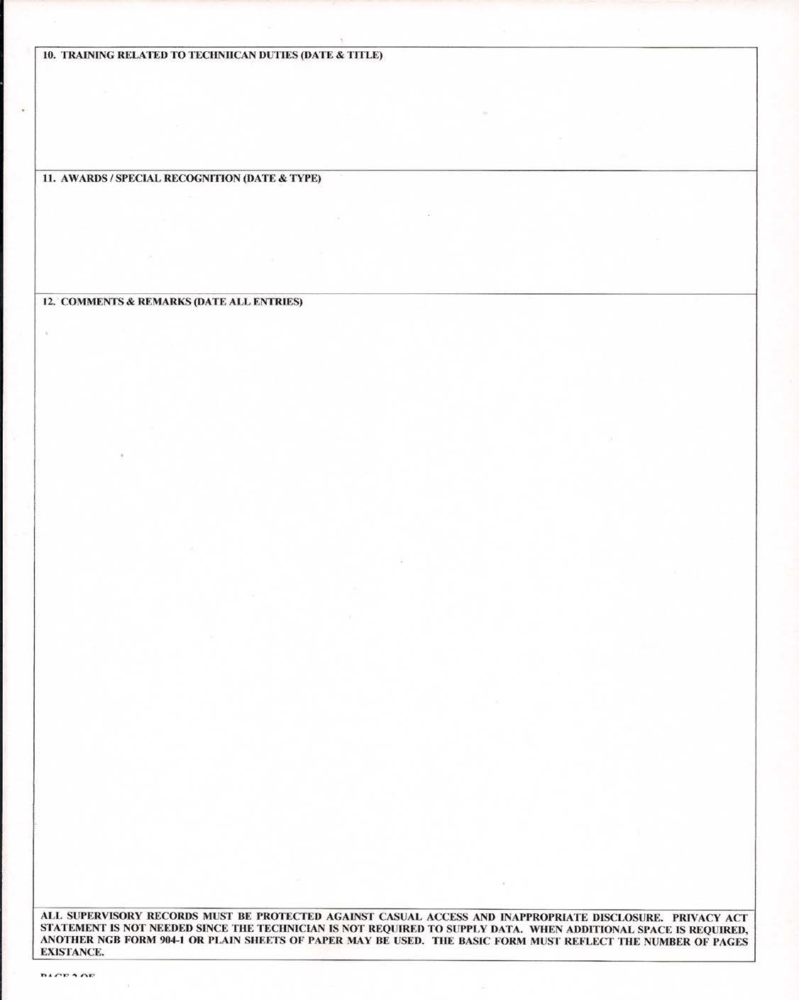 10. TRAINING RELATED TO TECHNIICAN DUTIES (DATE & TITLE)
11. AWARDS / SPECIAL RECOGNITION (DATE & TYPE)
12. COMMENTS & REMARKS (DATE ALL ENTRIES)
ALL SUPERVISORY RECORDS MUST BE PROTECTED AGAINST CASUAL ACCESS AND INAPPROPRIATE DISCLOSURE. PRIVACY ACT
STATEMENT IS NOT NEEDED SINCE THE TECHNICIAN IS NOT REQUIRED TO SUPPLY DATA. WHEN ADDITIONAL SPACE IS REQUIRED,
ANOTHER NGB FORM 904-1 OR PLAIN SHEETS OF PAPER MAY BE USED. THE BASIC FORM MUST REFLECT THE NUMBER OF PAGES
EXISTANCE.
PAGE 2 OF